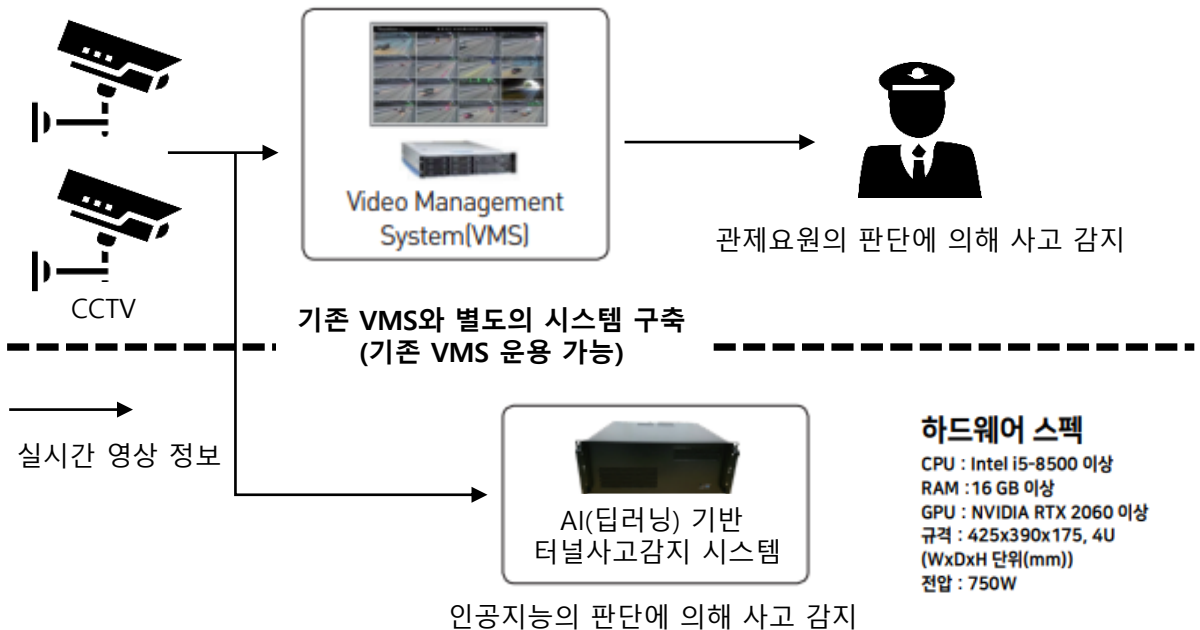 Video Management
System(VMS)
관제요원의 판단에 의해 사고 감지
CCTV
기존 VMS와 별도의 시스템 구축
(기존 VMS 운용 가능)
실시간 영상 정보
AI(딥러닝) 기반
터널사고감지 시스템
인공지능의 판단에 의해 사고 감지
하드웨어 스펙
CPU : Intel i5-8500 이상
RAM :16 GB 이상
GPU : NVIDIA RTX 2060 이상
규격 : 425x390x175, 4U
(WxDxH 단위(mm))
전압 : 750W